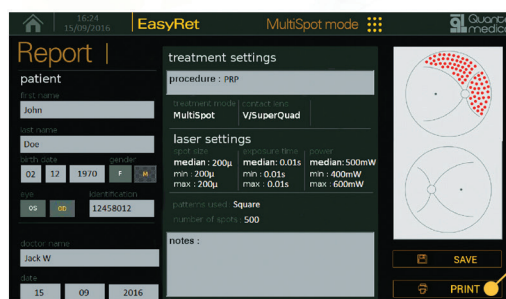 16:24
15/09/2016
EasyRet
MultiSpot mode
Quantel
medical
Report
patient
first name
John
last name
Doe
birth date
gender
02 12 1970 F M
eye
identification
OS OD 12458012
doctor name
Jack W
date
15 09 2016
treatment settings
procedure : PRP
treatment mode
contact lens
MultiSpot
V/SuperQuad
laser settings
spot size
exposure time
power
median : 200µ
median: 0.01s
median: 500mW
min : 200µ
min : 0.01s
min : 400mW
max : 200µ
max : 0.01s
max : 600mW
patterns used : Square
number of spots : 500
notes :
SAVE
PRINT